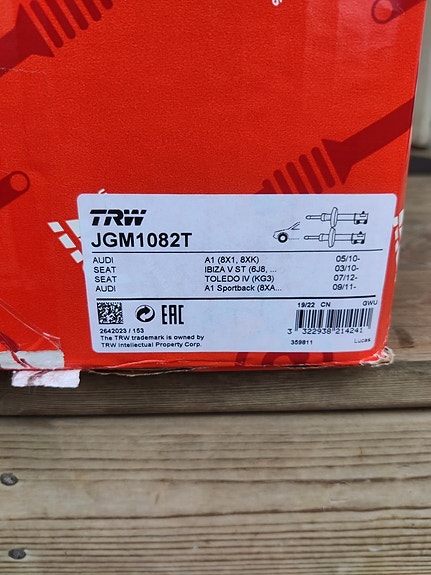 TRW
JGM1082T
AUDI A1 (8X1, 8XK) 05/10-
SEAT IBIZA V ST (6J8, ... 03/10-
SEAT TOLEDO IV (KG3) 07/12-
AUDI A1 Sportback (8XA... 09/11-
19/22 CN GWU
EAC
2642023 / 153
The TRW trademark is owned by
TRW Intellectual Property Corp.
3 322938 214241
359811 Lucas